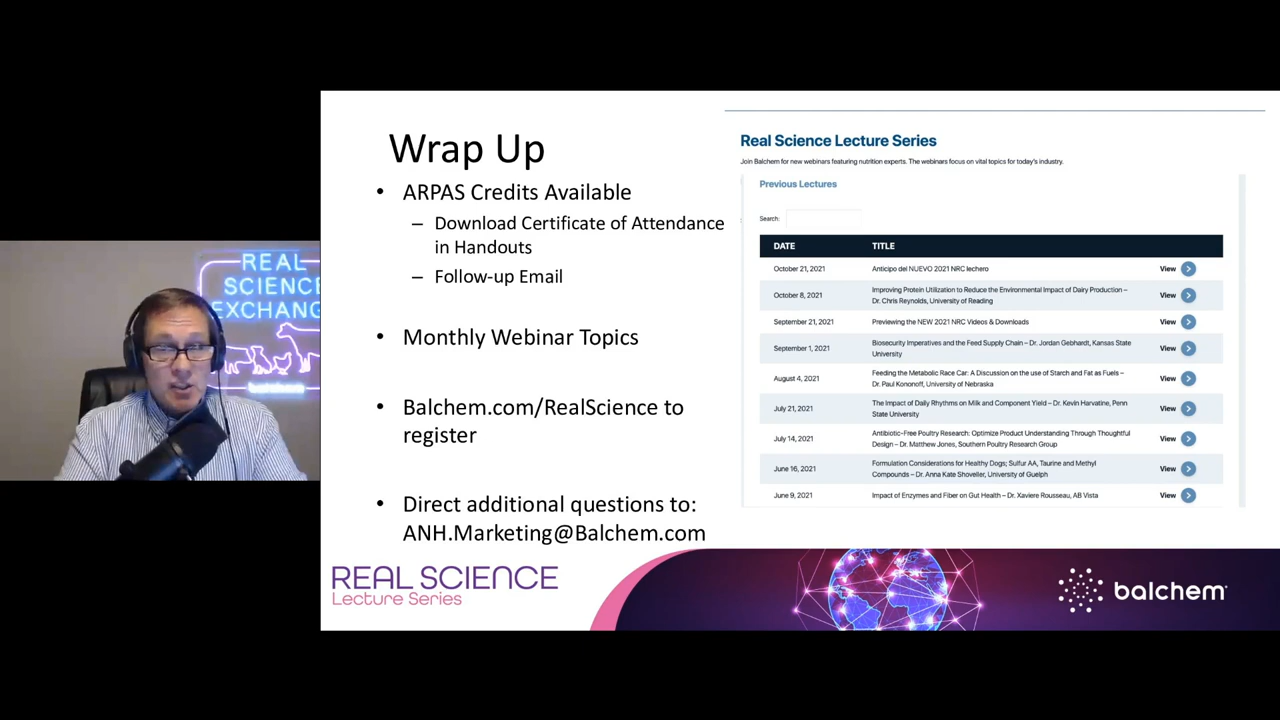 REAL
SCIENCE
EXCHANG
balchem
Wrap Up
• ARPAS Credits Available
– Download Certificate of Attendance
in Handouts
– Follow-up Email
• Monthly Webinar Topics
• Balchem.com/RealScience to
register
• Direct additional questions to:
ANH.Marketing@Balchem.com
Real Science Lecture Series
Join Balchem for new webinars featuring nutrition experts. The webinars focus on vital topics for today's industry.
Previous Lectures
Search:
DATE TITLE
October 21, 2021 Anticipo del NUEVO 2021 NRC lechero View
October 8, 2021 Improving Protein Utilization to Reduce the Environmental Impact of Dairy Production –
Dr. Chris Reynolds, University of Reading View
September 21, 2021 Previewing the NEW 2021 NRC Videos & Downloads View
September 1, 2021 Biosecurity Imperatives and the Feed Supply Chain – Dr. Jordan Gebhardt, Kansas State
University View
August 4, 2021 Feeding the Metabolic Race Car: A Discussion on the use of Starch and Fat as Fuels –
Dr. Paul Kononoff, University of Nebraska View
July 21, 2021 The Impact of Daily Rhythms on Milk and Component Yield – Dr. Kevin Harvatine, Penn
State University View
July 14, 2021 Antibiotic-Free Poultry Research: Optimize Product Understanding Through Thoughtful
Design – Dr. Matthew Jones, Southern Poultry Research Group View
June 16, 2021 Formulation Considerations for Healthy Dogs; Sulfur AA, Taurine and Methyl
Compounds – Dr. Anna Kate Shoveller, University of Guelph View
June 9, 2021 Impact of Enzymes and Fiber on Gut Health – Dr. Xaviere Rousseau, AB Vista View
REAL SCIENCE
Lecture Series
balchem